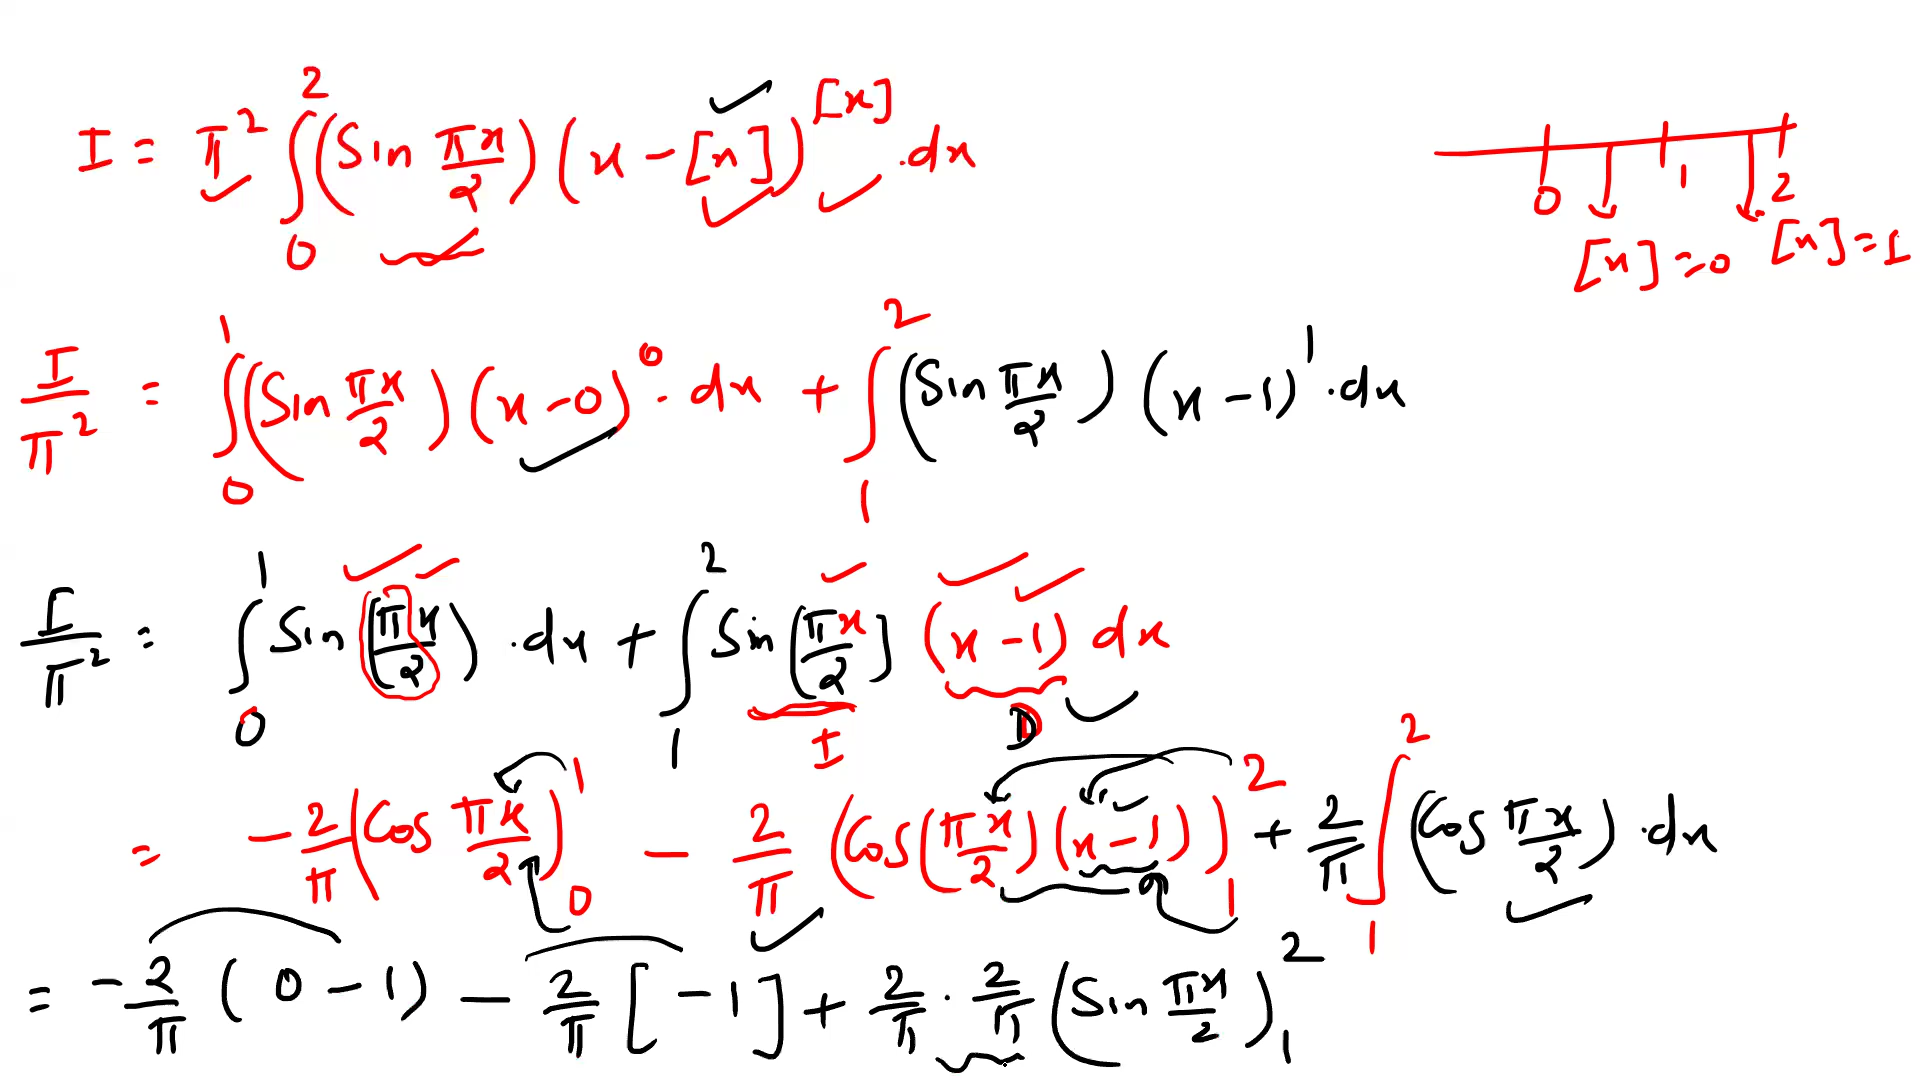 I = π² ∫₀² (Sin πx/2) (x - [x])^[x] .dx
0 1 2
[x] = 0 [x] = 1
I/π² = ∫₀¹ (Sin πx/2) (x - 0)⁰ . dx + ∫₁² (Sin πx/2) (x - 1)¹ .dx
I/π² = ∫₀¹ Sin (πx/2) .dx + ∫₁² Sin (πx/2) (x - 1) dx
I D
= -2/π (Cos πx/2)₀¹ - 2/π (Cos (πx/2) (x - 1))₁² + 2/π ∫₁² (Cos πx/2) .dx
= -2/π (0 - 1) - 2/π [-1] + 2/π . 2/π (Sin πx/2)₁²